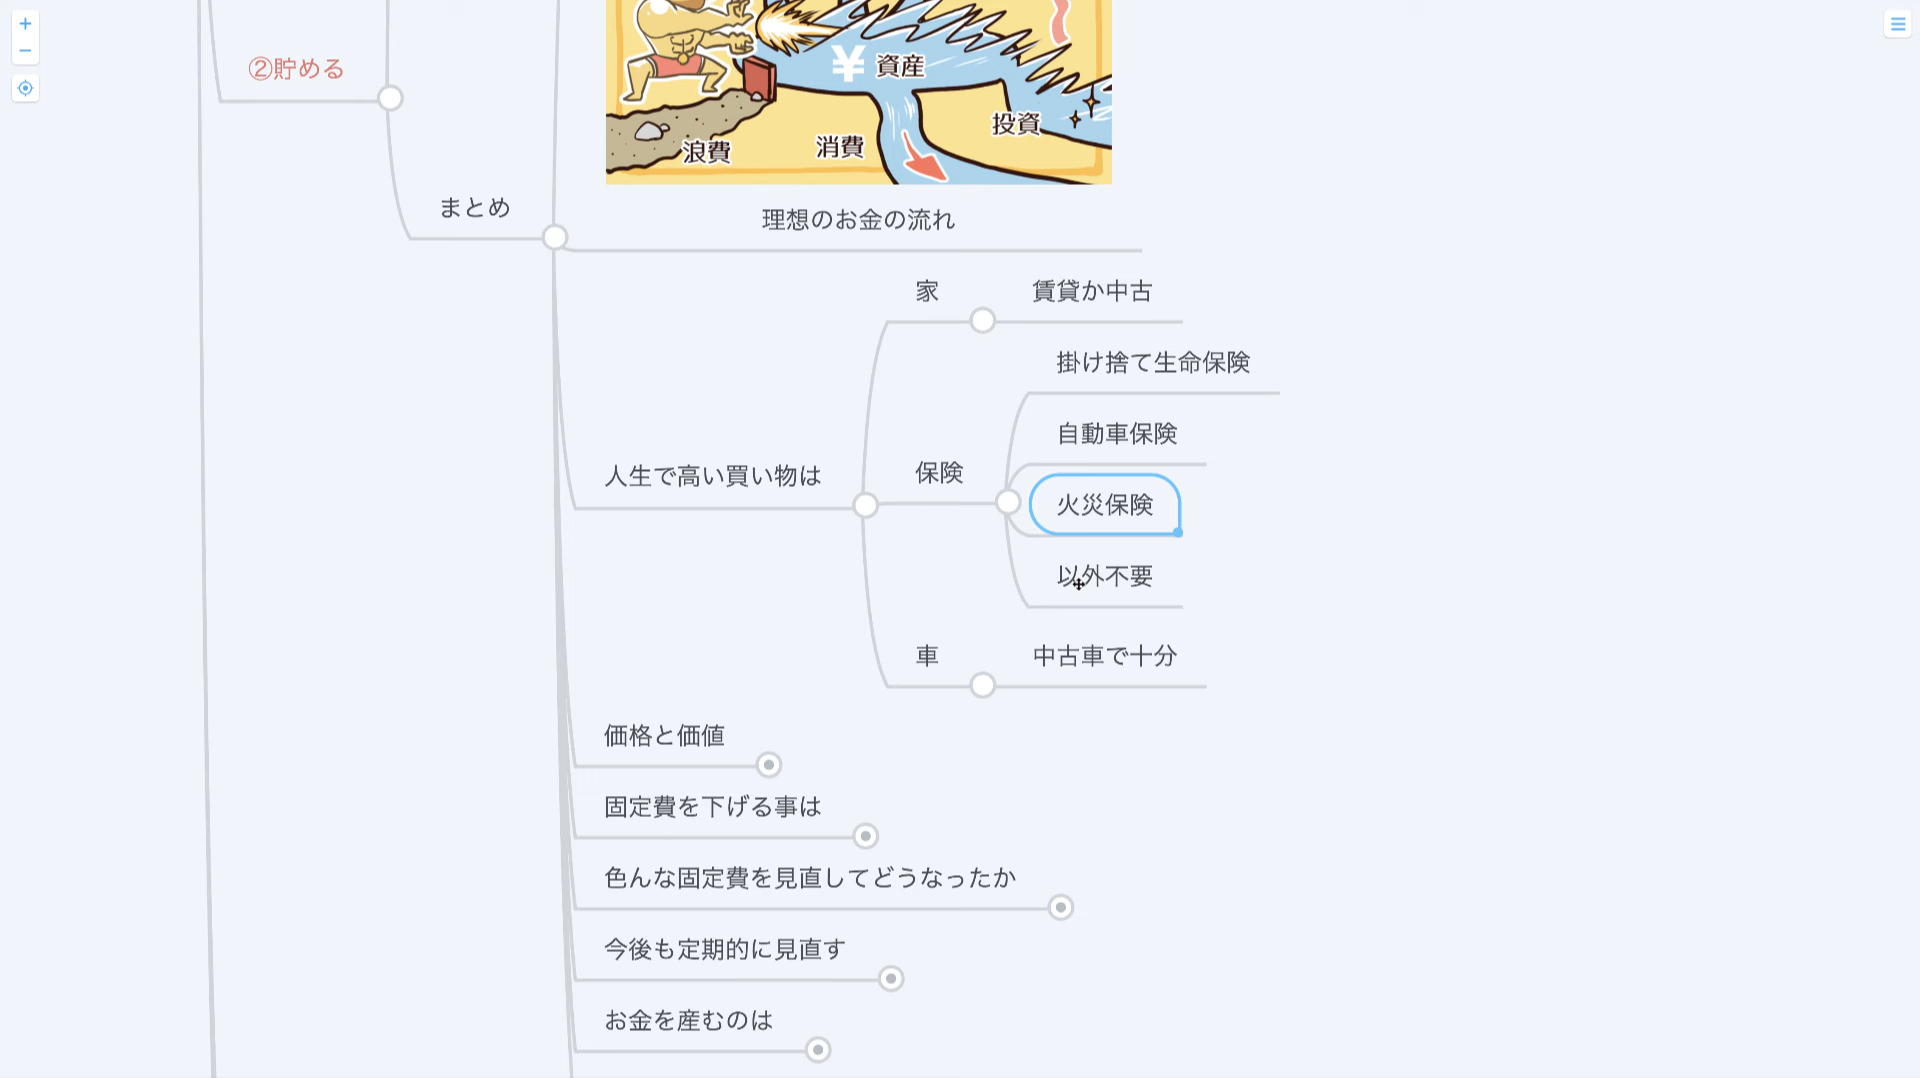 ②貯める
¥ 資産
投資
消費
浪費
まとめ
理想のお金の流れ
人生で高い買い物は
家
賃貸か中古
保険
掛け捨て生命保険
自動車保険
火災保険
以外不要
車
中古車で十分
価格と価値
固定費を下げる事は
色んな固定費を見直してどうなったか
今後も定期的に見直す
お金を産むのは